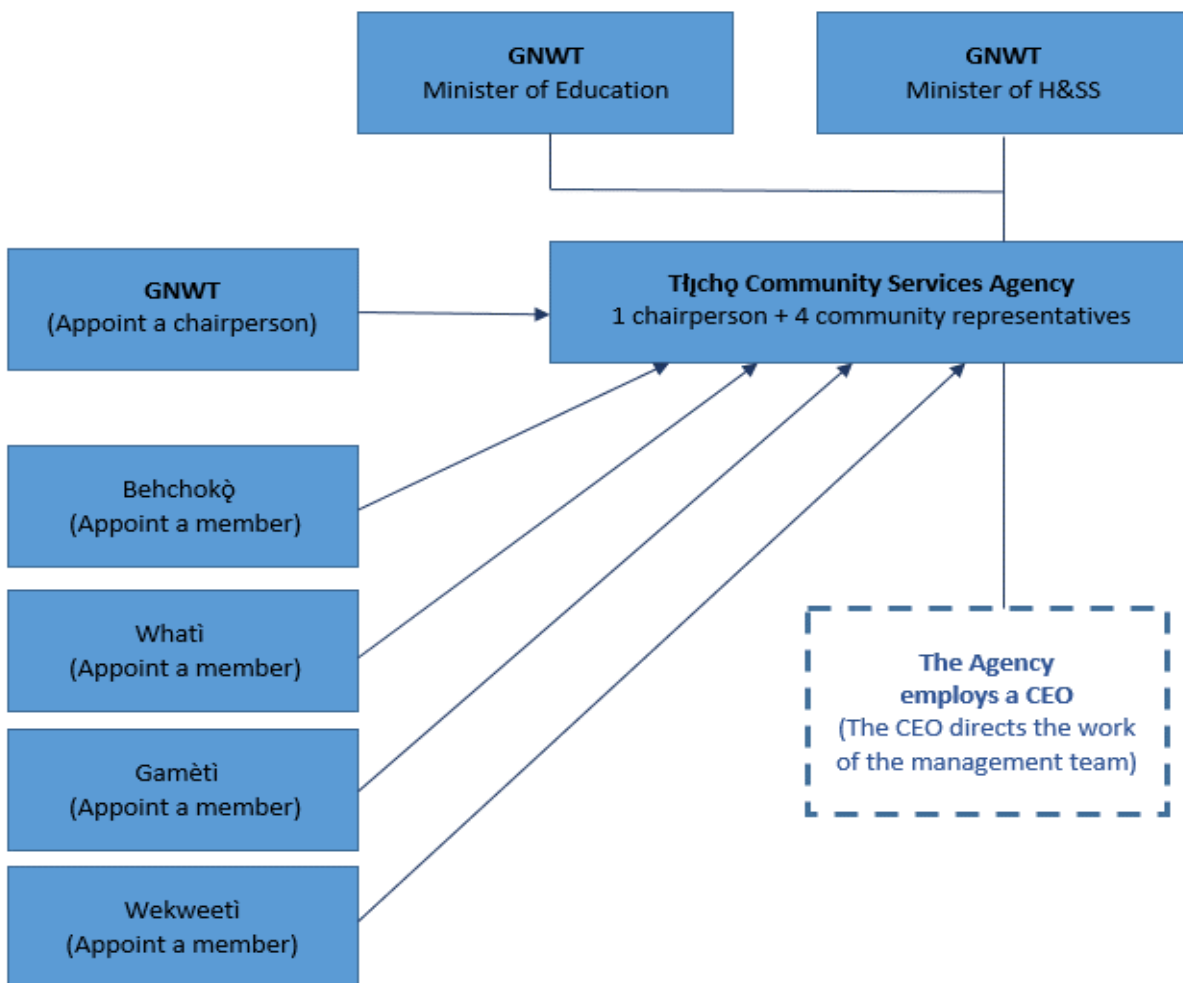 GNWT
Minister of Education
GNWT
Minister of H&SS
GNWT
(Appoint a chairperson)
Tłı̨chǫ Community Services Agency
1 chairperson + 4 community representatives
Behchokǫ̀
(Appoint a member)
Whatì
(Appoint a member)
Gamètì
(Appoint a member)
Wekweetì
(Appoint a member)
The Agency
employs a CEO
(The CEO directs the work
of the management team)